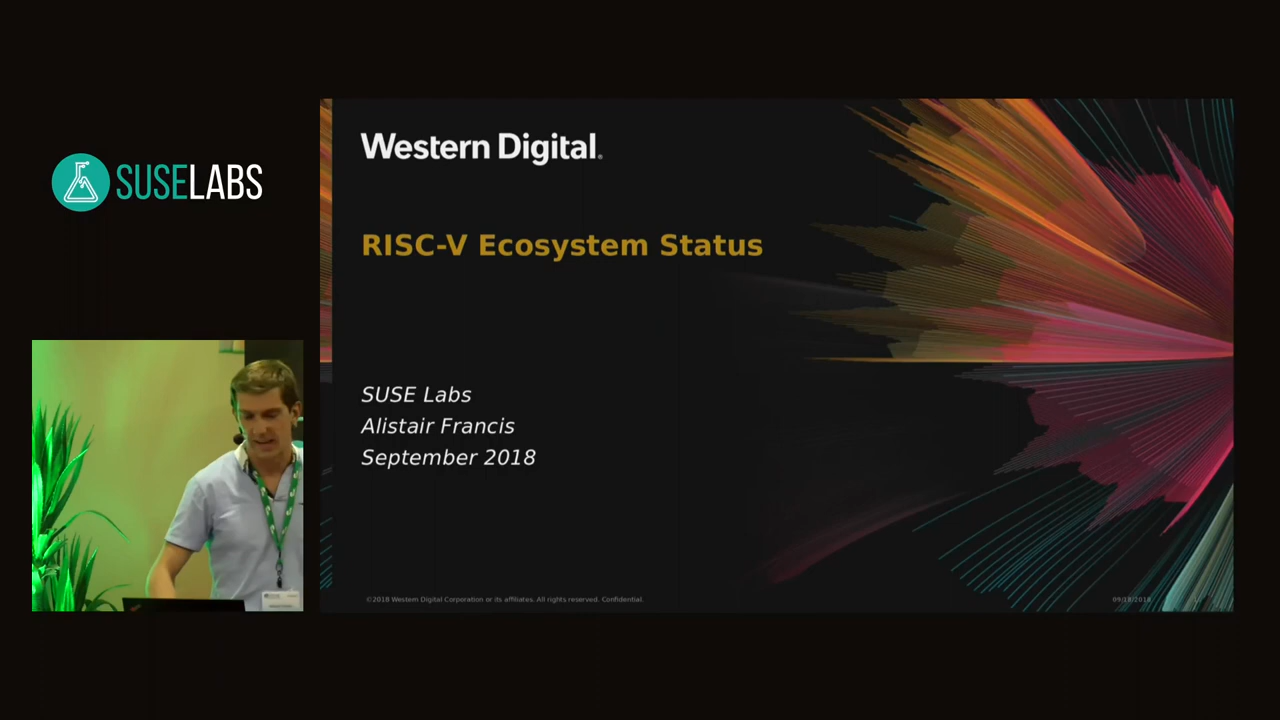 SUSELABS
Western Digital.
RISC-V Ecosystem Status
SUSE Labs
Alistair Francis
September 2018
©2018 Western Digital Corporation or its affiliates. All rights reserved. Confidential.